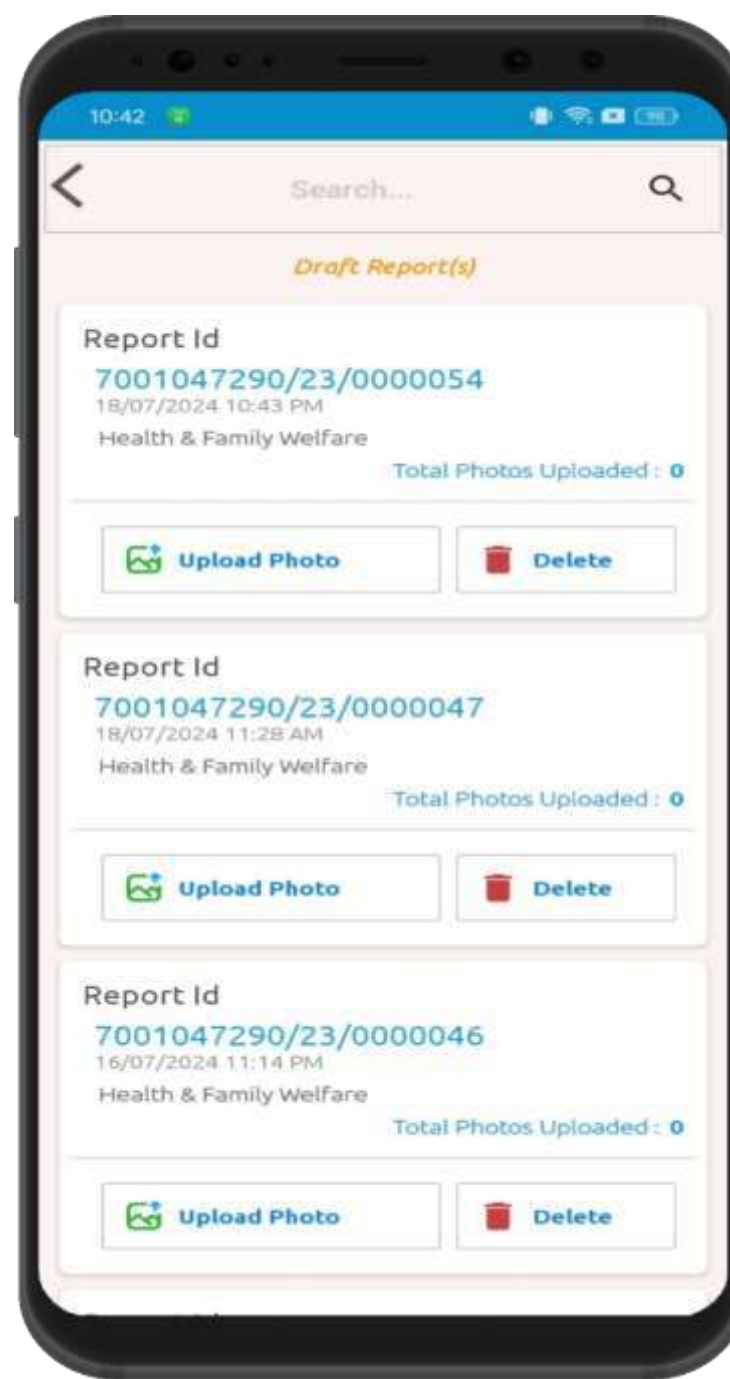 10:42
Search...
Draft Report(s)
Report Id
7001047290/23/0000054
18/07/2024 10:43 PM
Health & Family Welfare
Total Photos Uploaded : 0
Upload Photo Delete
Report Id
7001047290/23/0000047
18/07/2024 11:28 AM
Health & Family Welfare
Total Photos Uploaded : 0
Upload Photo Delete
Report Id
7001047290/23/0000046
16/07/2024 11:14 PM
Health & Family Welfare
Total Photos Uploaded : 0
Upload Photo Delete